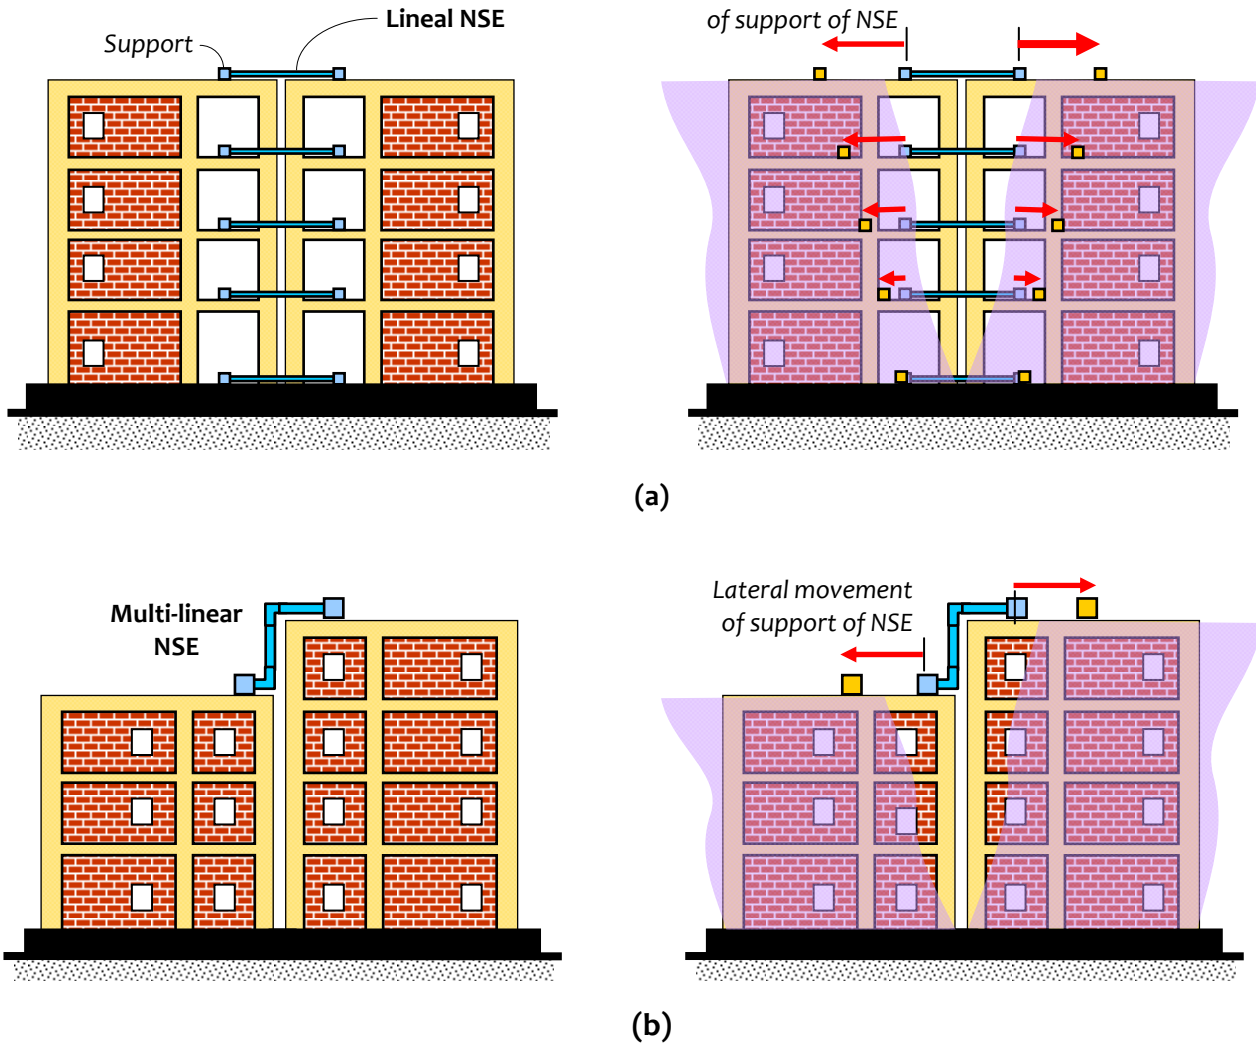 Support
Lineal NSE
of support of NSE
(a)
Multi-linear
NSE
Lateral movement
of support of NSE
(b)